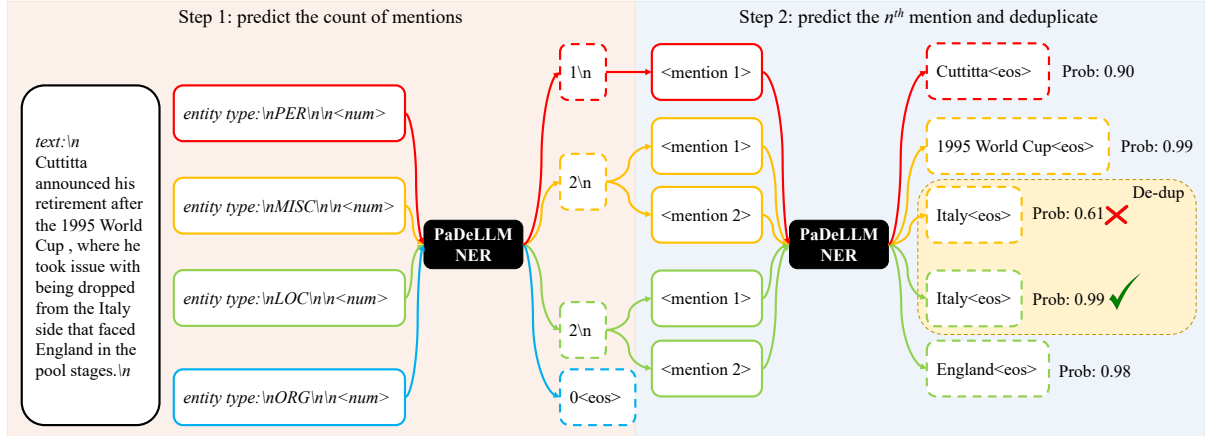 Step 1: predict the count of mentions
Step 2: predict the nth mention and deduplicate
text:\n
Cuttitta
announced his
retirement after
the 1995 World
Cup , where he
took issue with
being dropped
from the Italy
side that faced
England in the
pool stages.\n
entity type:\nPER\n\n<num>
entity type:\nMISC\n\n<num>
entity type:\nLOC\n\n<num>
entity type:\nORG\n\n<num>
PaDeLLM
NER
1\n
2\n
2\n
0<eos>
<mention 1>
<mention 1>
<mention 2>
<mention 1>
<mention 2>
PaDeLLM
NER
Cuttitta<eos> Prob: 0.90
1995 World Cup<eos> Prob: 0.99
De-dup
Italy<eos> Prob: 0.61
Italy<eos> Prob: 0.99
England<eos> Prob: 0.98